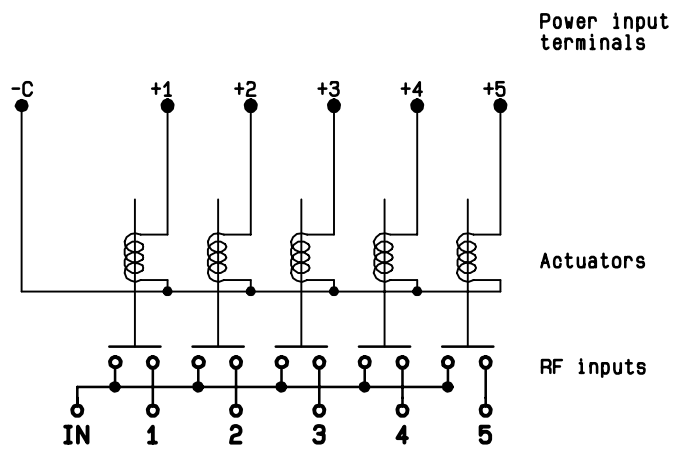 Power input
terminals
-C +1 +2 +3 +4 +5
Actuators
RF inputs
IN 1 2 3 4 5